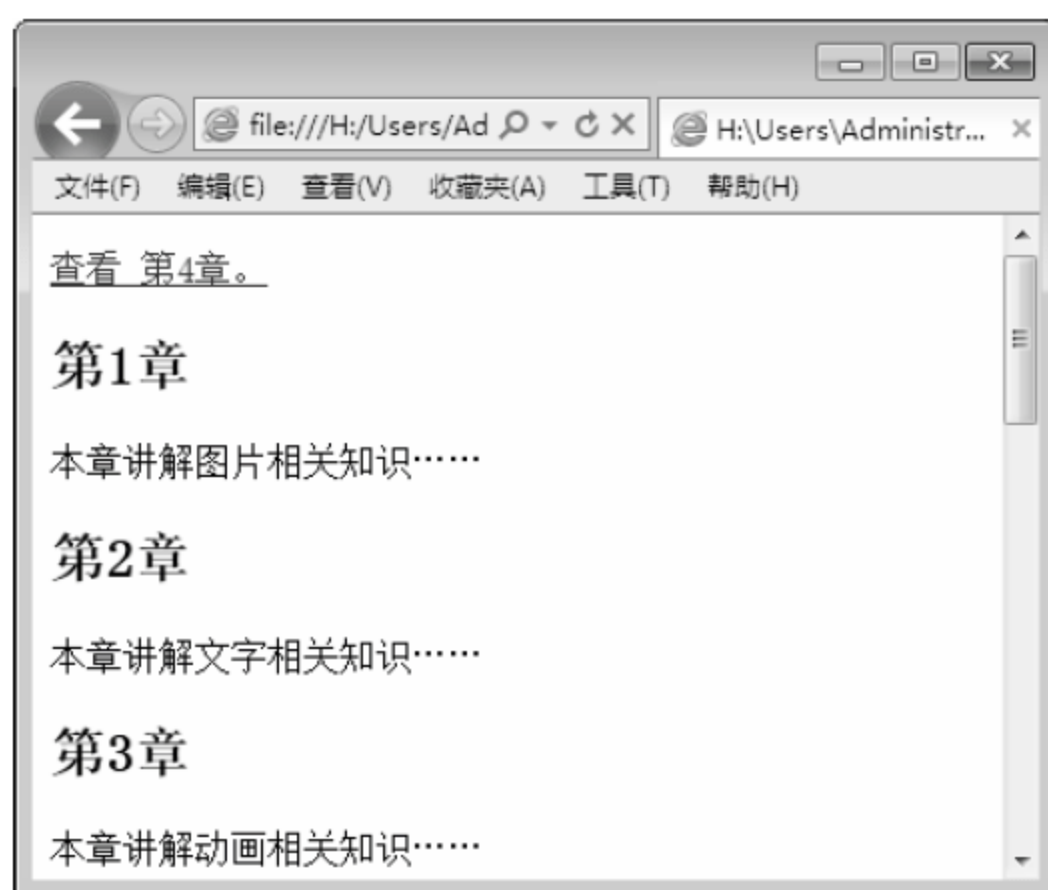 file:///H:/Users/Ad
H:\Users\Administr...
文件(F) 编辑(E) 查看(V) 收藏夹(A) 工具(T) 帮助(H)
查看 第4章。
第1章
本章讲解图片相关知识……
第2章
本章讲解文字相关知识……
第3章
本章讲解动画相关知识……